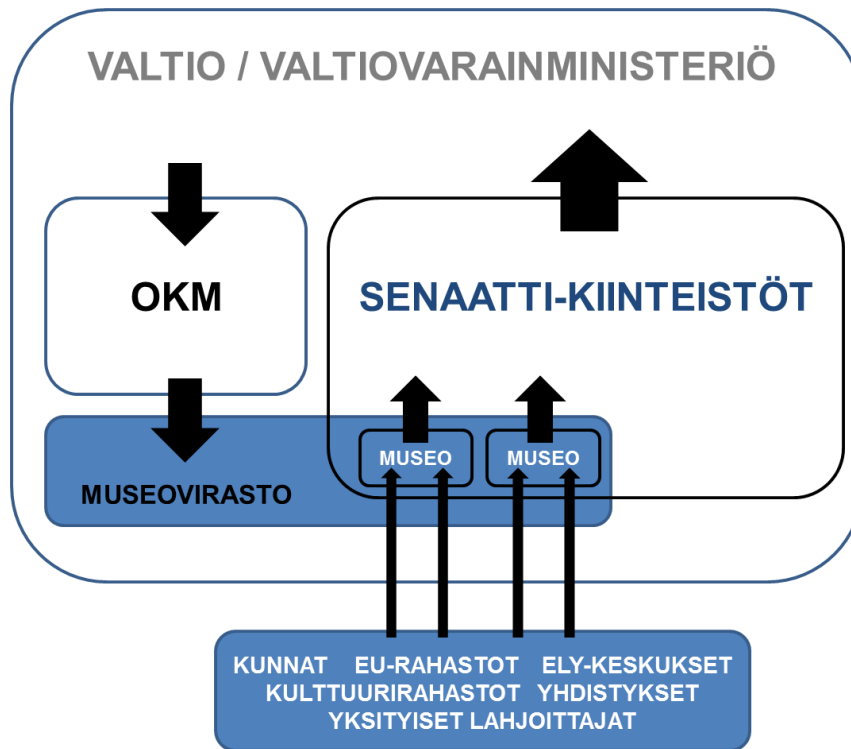 VALTIO / VALTIOVARAINMINISTERIÖ
OKM
SENAATTI-KIINTEISTÖT
MUSEO
MUSEO
MUSEOVIRASTO
KUNNAT EU-RAHASTOT ELY-KESKUKSET
KULTTUURIRAHASTOT YHDISTYKSET
YKSITYISET LAHJOITTAJAT